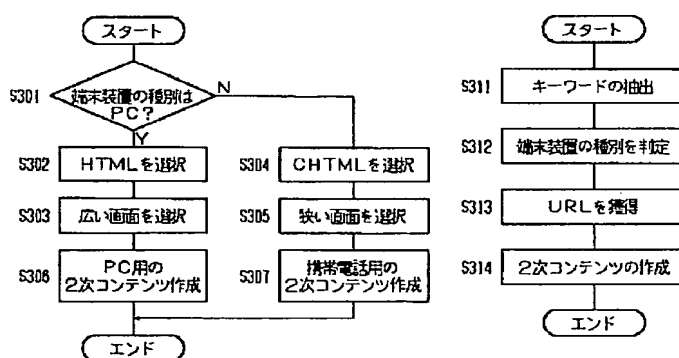 スタート
S301
端末装置の種別は
PC?
N
Y
S302
HTMLを選択
S303
広い画面を選択
S306
PC用の
2次コンテンツ作成
S304
CHTMLを選択
S305
狭い画面を選択
S307
携帯電話用の
2次コンテンツ作成
エンド
スタート
S311
キーワードの抽出
S312
端末装置の種別を判定
S313
URLを獲得
S314
2次コンテンツの作成
エンド